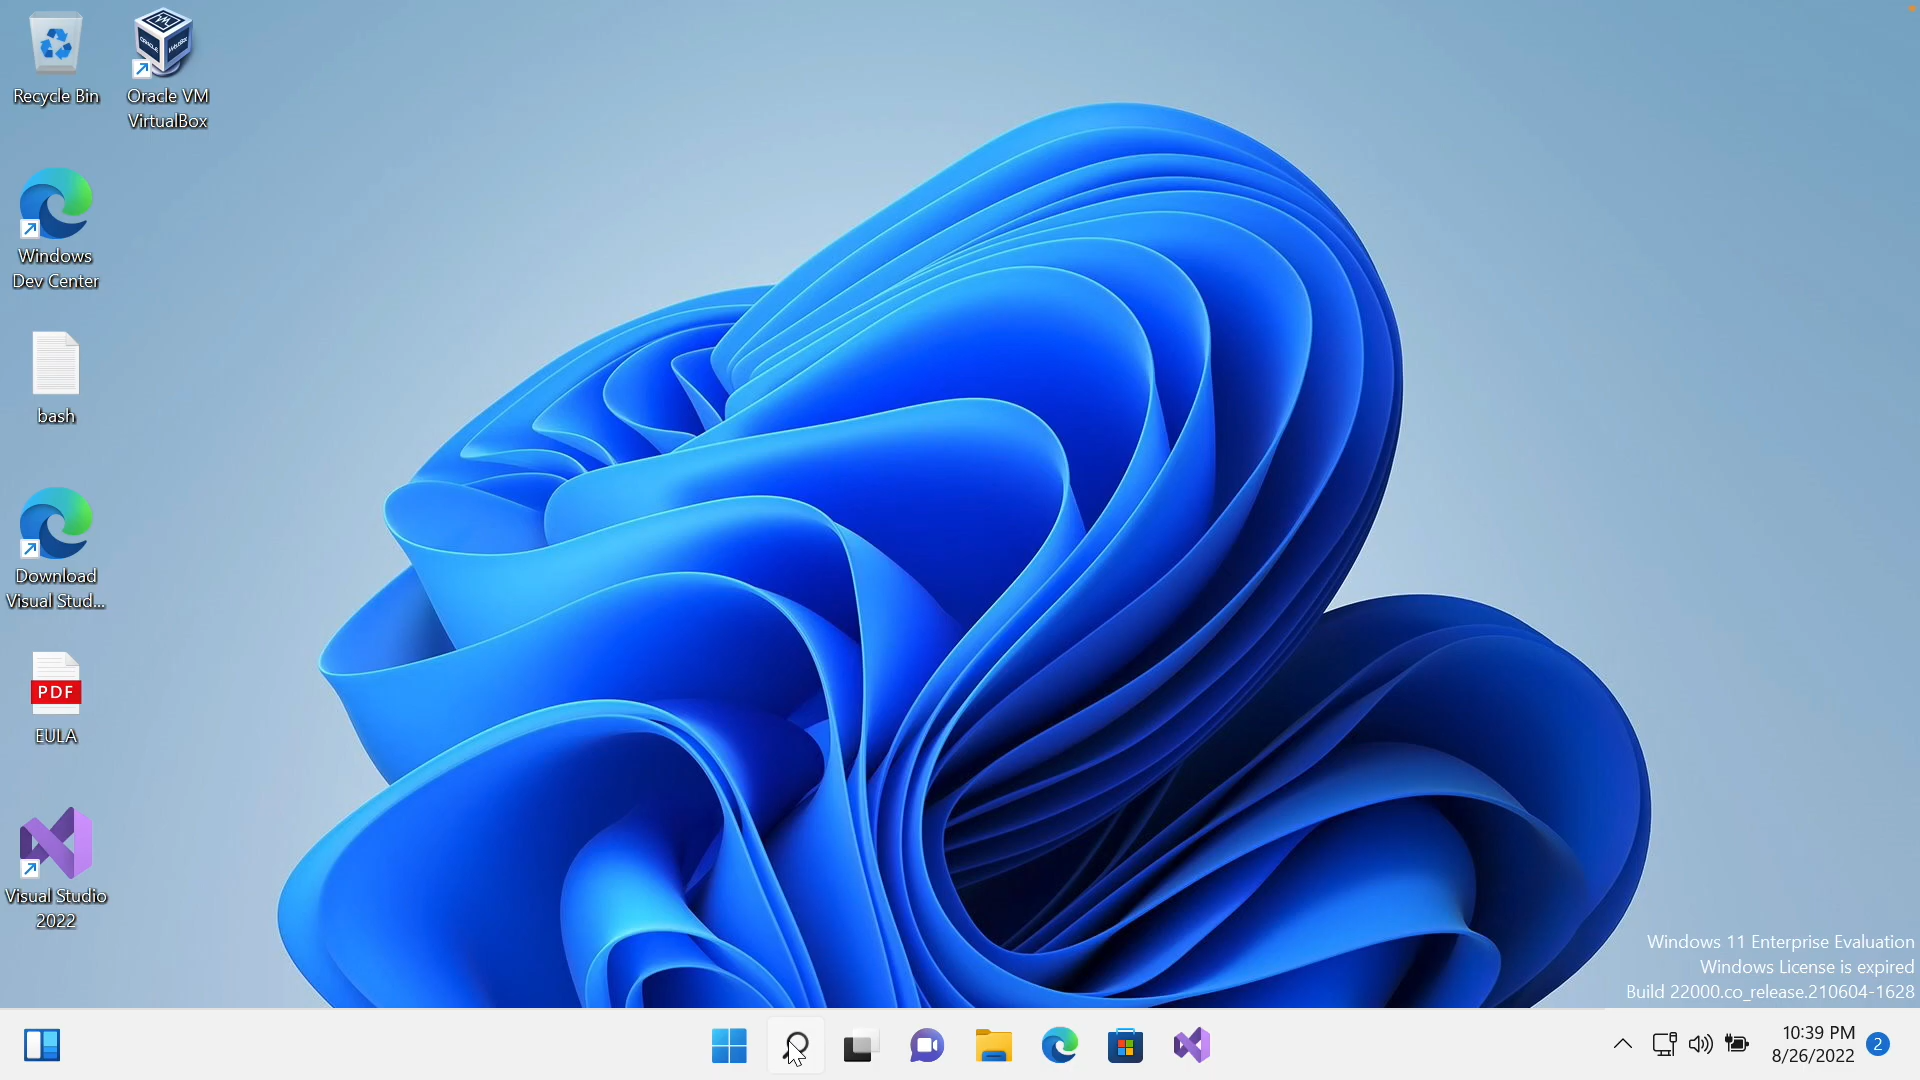 Recycle Bin
Oracle VM
VirtualBox
Windows
Dev Center
bash
Download
Visual Stud...
PDF
EULA
Visual Studio
2022
Windows 11 Enterprise Evaluation
Windows License is expired
Build 22000.co_release.210604-1628
10:39 PM
8/26/2022
2